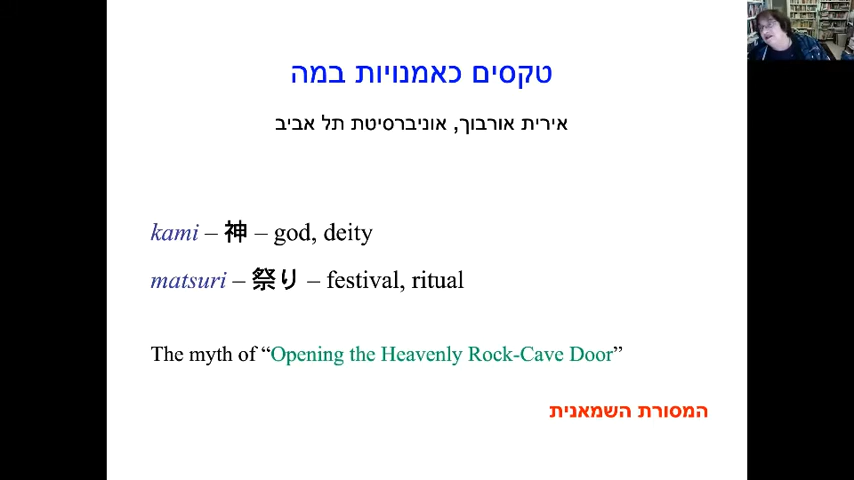 טקסים כאמנויות במה
אירית אורבוך, אוניברסיטת תל אביב
kami – 神 – god, deity
matsuri – 祭り – festival, ritual
The myth of “Opening the Heavenly Rock-Cave Door”
המסורת השמאנית